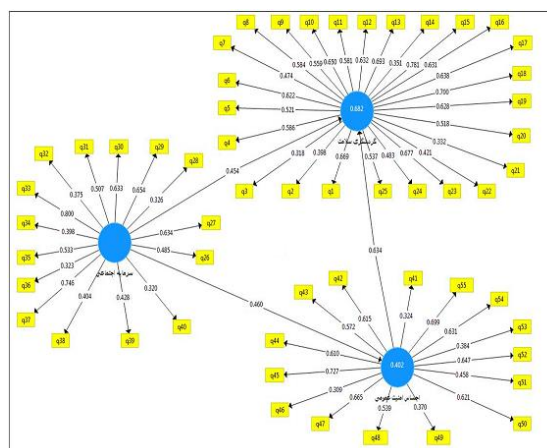 q8 q9 q10 q11 q12 q13 q14 q15 q16
q7 q17
0.584 0.559 0.650 0.581 0.632 0.693 0.351 0.781 0.631
0.474 0.638
q6 q18
0.622 0.700
q5 0.521 0.682 0.628 q19
q4 0.586 0.518 q20
گردشگری سلامت
0.332 q21
0.318 0.398 0.669 0.537 0.483 0.677 0.421
q3 q2 q1 q25 q24 q23 q22
q32 q31 q30 q29 q28
0.375 0.507 0.633 0.654 0.326
0.454
q33 0.800
q34 0.398 0.634 q27
q35 0.533 0.485 q26
q36 0.323
سرمایه اجتماعی
q37 0.746 0.404 0.428 0.320
q38 q39 q40
0.634
0.460
q43 q42 q41 q55 q54
0.572 0.615 0.324 0.699 0.631
q44 0.610 0.384 q53
0.647 q52
q45 0.727 0.402 0.458 q51
احساس امنیت عمومی
q46 0.309 0.621 q50
q47 0.665 0.539 0.370
q48 q49